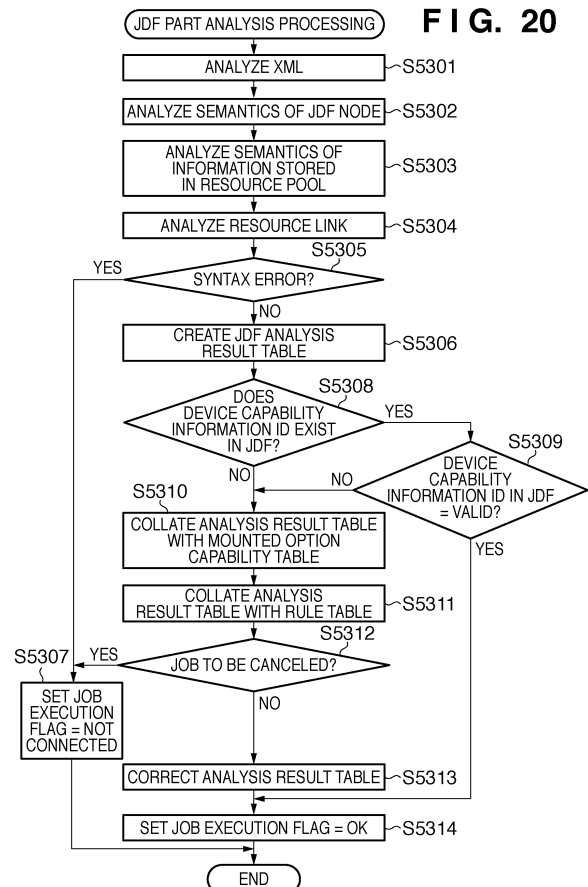 JDF PART ANALYSIS PROCESSING
FIG. 20
ANALYZE XML
S5301
ANALYZE SEMANTICS OF JDF NODE
S5302
ANALYZE SEMANTICS OF
INFORMATION STORED
IN RESOURCE POOL
S5303
ANALYZE RESOURCE LINK
S5304
S5305
YES
SYNTAX ERROR?
NO
CREATE JDF ANALYSIS
RESULT TABLE
S5306
S5308
DOES
DEVICE CAPABILITY
INFORMATION ID EXIST
IN JDF?
YES
NO
S5309
DEVICE
CAPABILITY
INFORMATION ID IN JDF
= VALID?
NO
YES
S5310
COLLATE ANALYSIS RESULT TABLE
WITH MOUNTED OPTION
CAPABILITY TABLE
COLLATE ANALYSIS
RESULT TABLE WITH RULE TABLE
S5311
S5312
JOB TO BE CANCELED?
YES
NO
S5307
SET JOB
EXECUTION
FLAG = NOT
CONNECTED
CORRECT ANALYSIS RESULT TABLE
S5313
SET JOB EXECUTION FLAG = OK
S5314
END